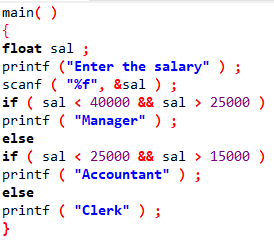 main( )
{
float sal ;
printf ("Enter the salary" ) ;
scanf ( "%f", &sal ) ;
if ( sal < 40000 && sal > 25000 )
printf ( "Manager" ) ;
else
if ( sal < 25000 && sal > 15000 )
printf ( "Accountant" ) ;
else
printf ( "Clerk" ) ;
}